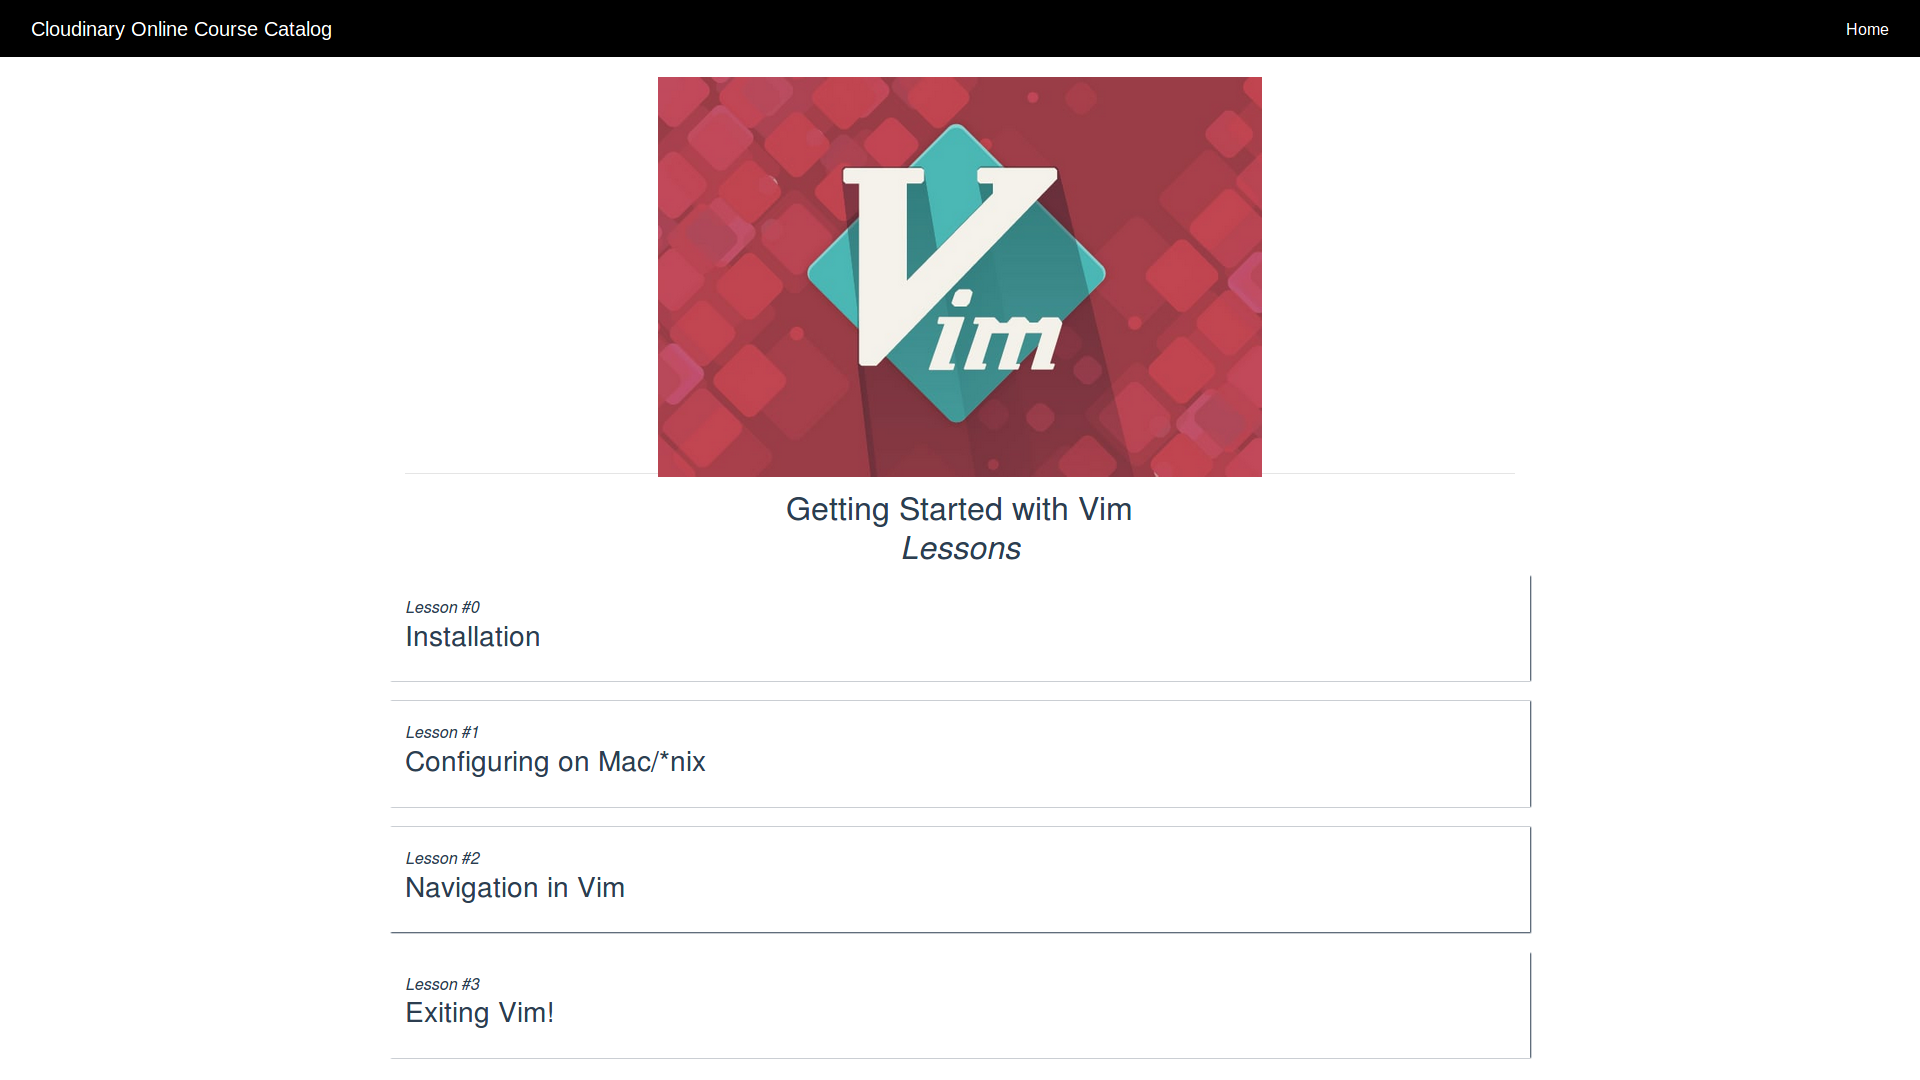 Cloudinary Online Course Catalog
Home
Vim
Getting Started with Vim
Lessons
Lesson #0
Installation
Lesson #1
Configuring on Mac/*nix
Lesson #2
Navigation in Vim
Lesson #3
Exiting Vim!